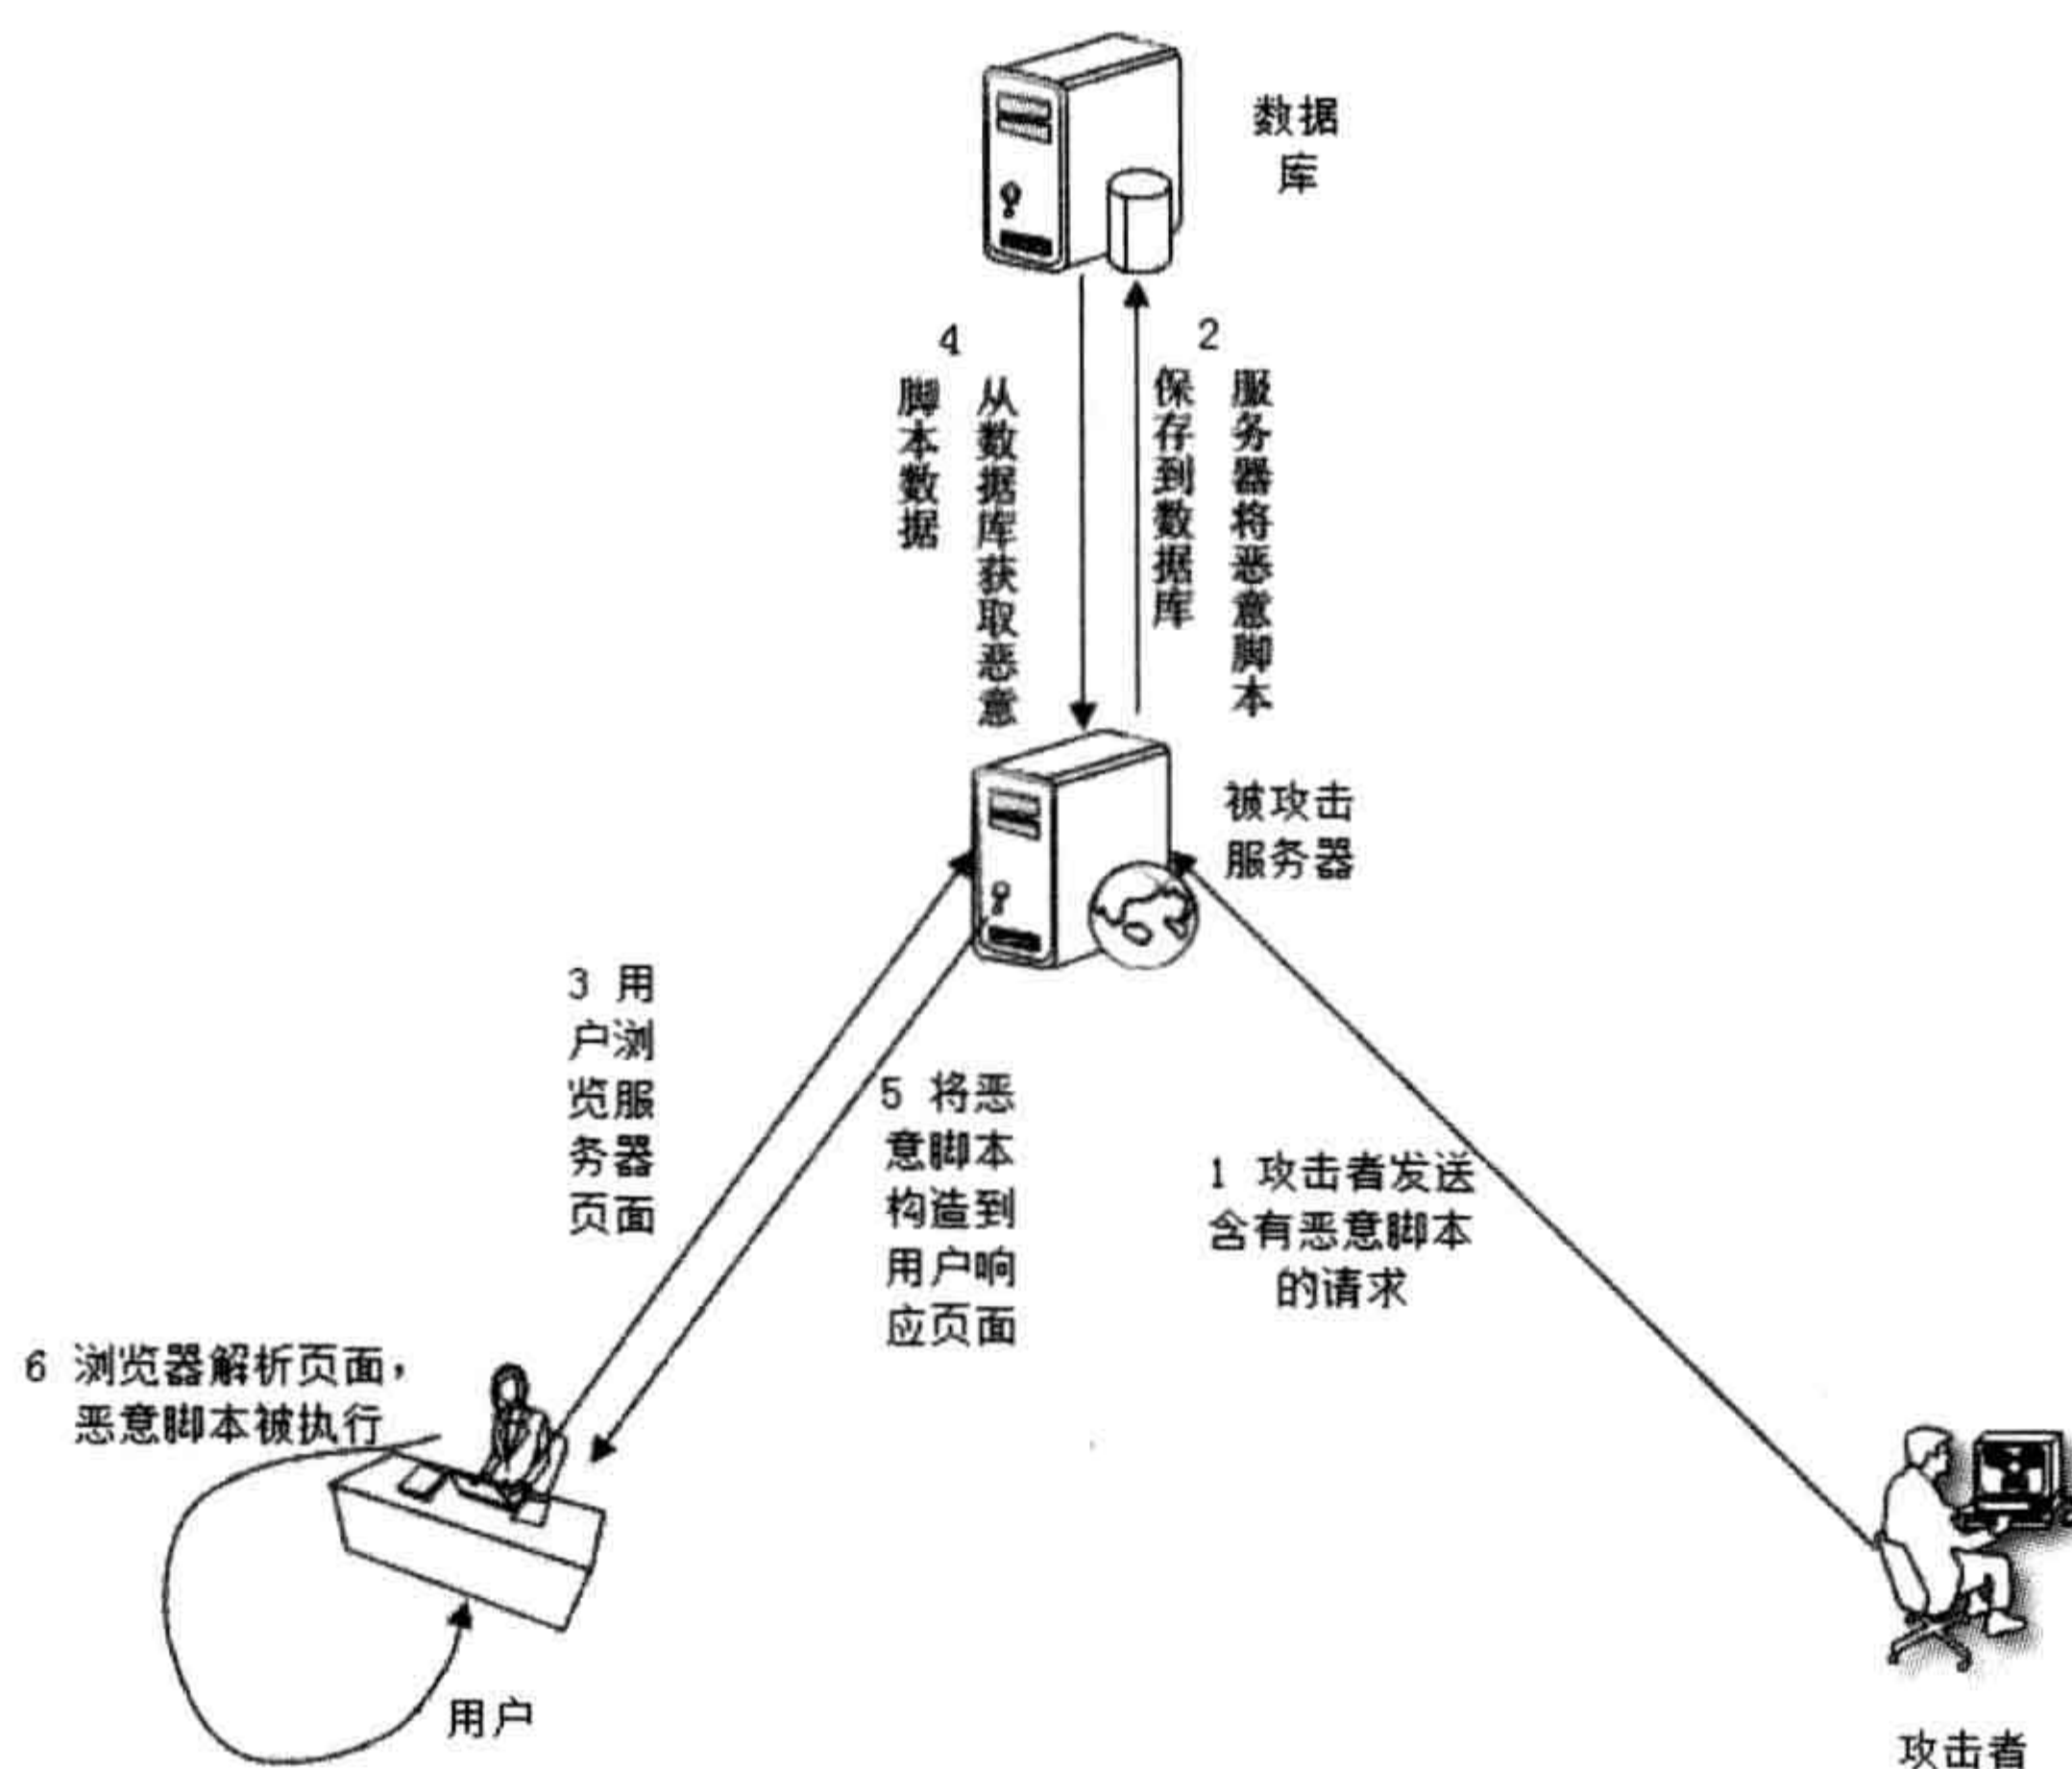 数据
库
4
从数据库获取恶意
脚本数据
2
服务器将恶意脚本
保存到数据库
被攻击
服务器
3 用
户浏
览服
务器
页面
5 将恶
意脚本
构造到
用户响
应页面
1 攻击者发送
含有恶意脚本
的请求
6 浏览器解析页面，
恶意脚本被执行
用户
攻击者